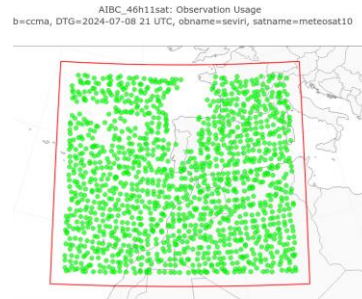 AIBC_46h11sat: Observation Usage
b=ccma, DTG=2024-07-08 21 UTC, obname=seviri, satname=meteosat10